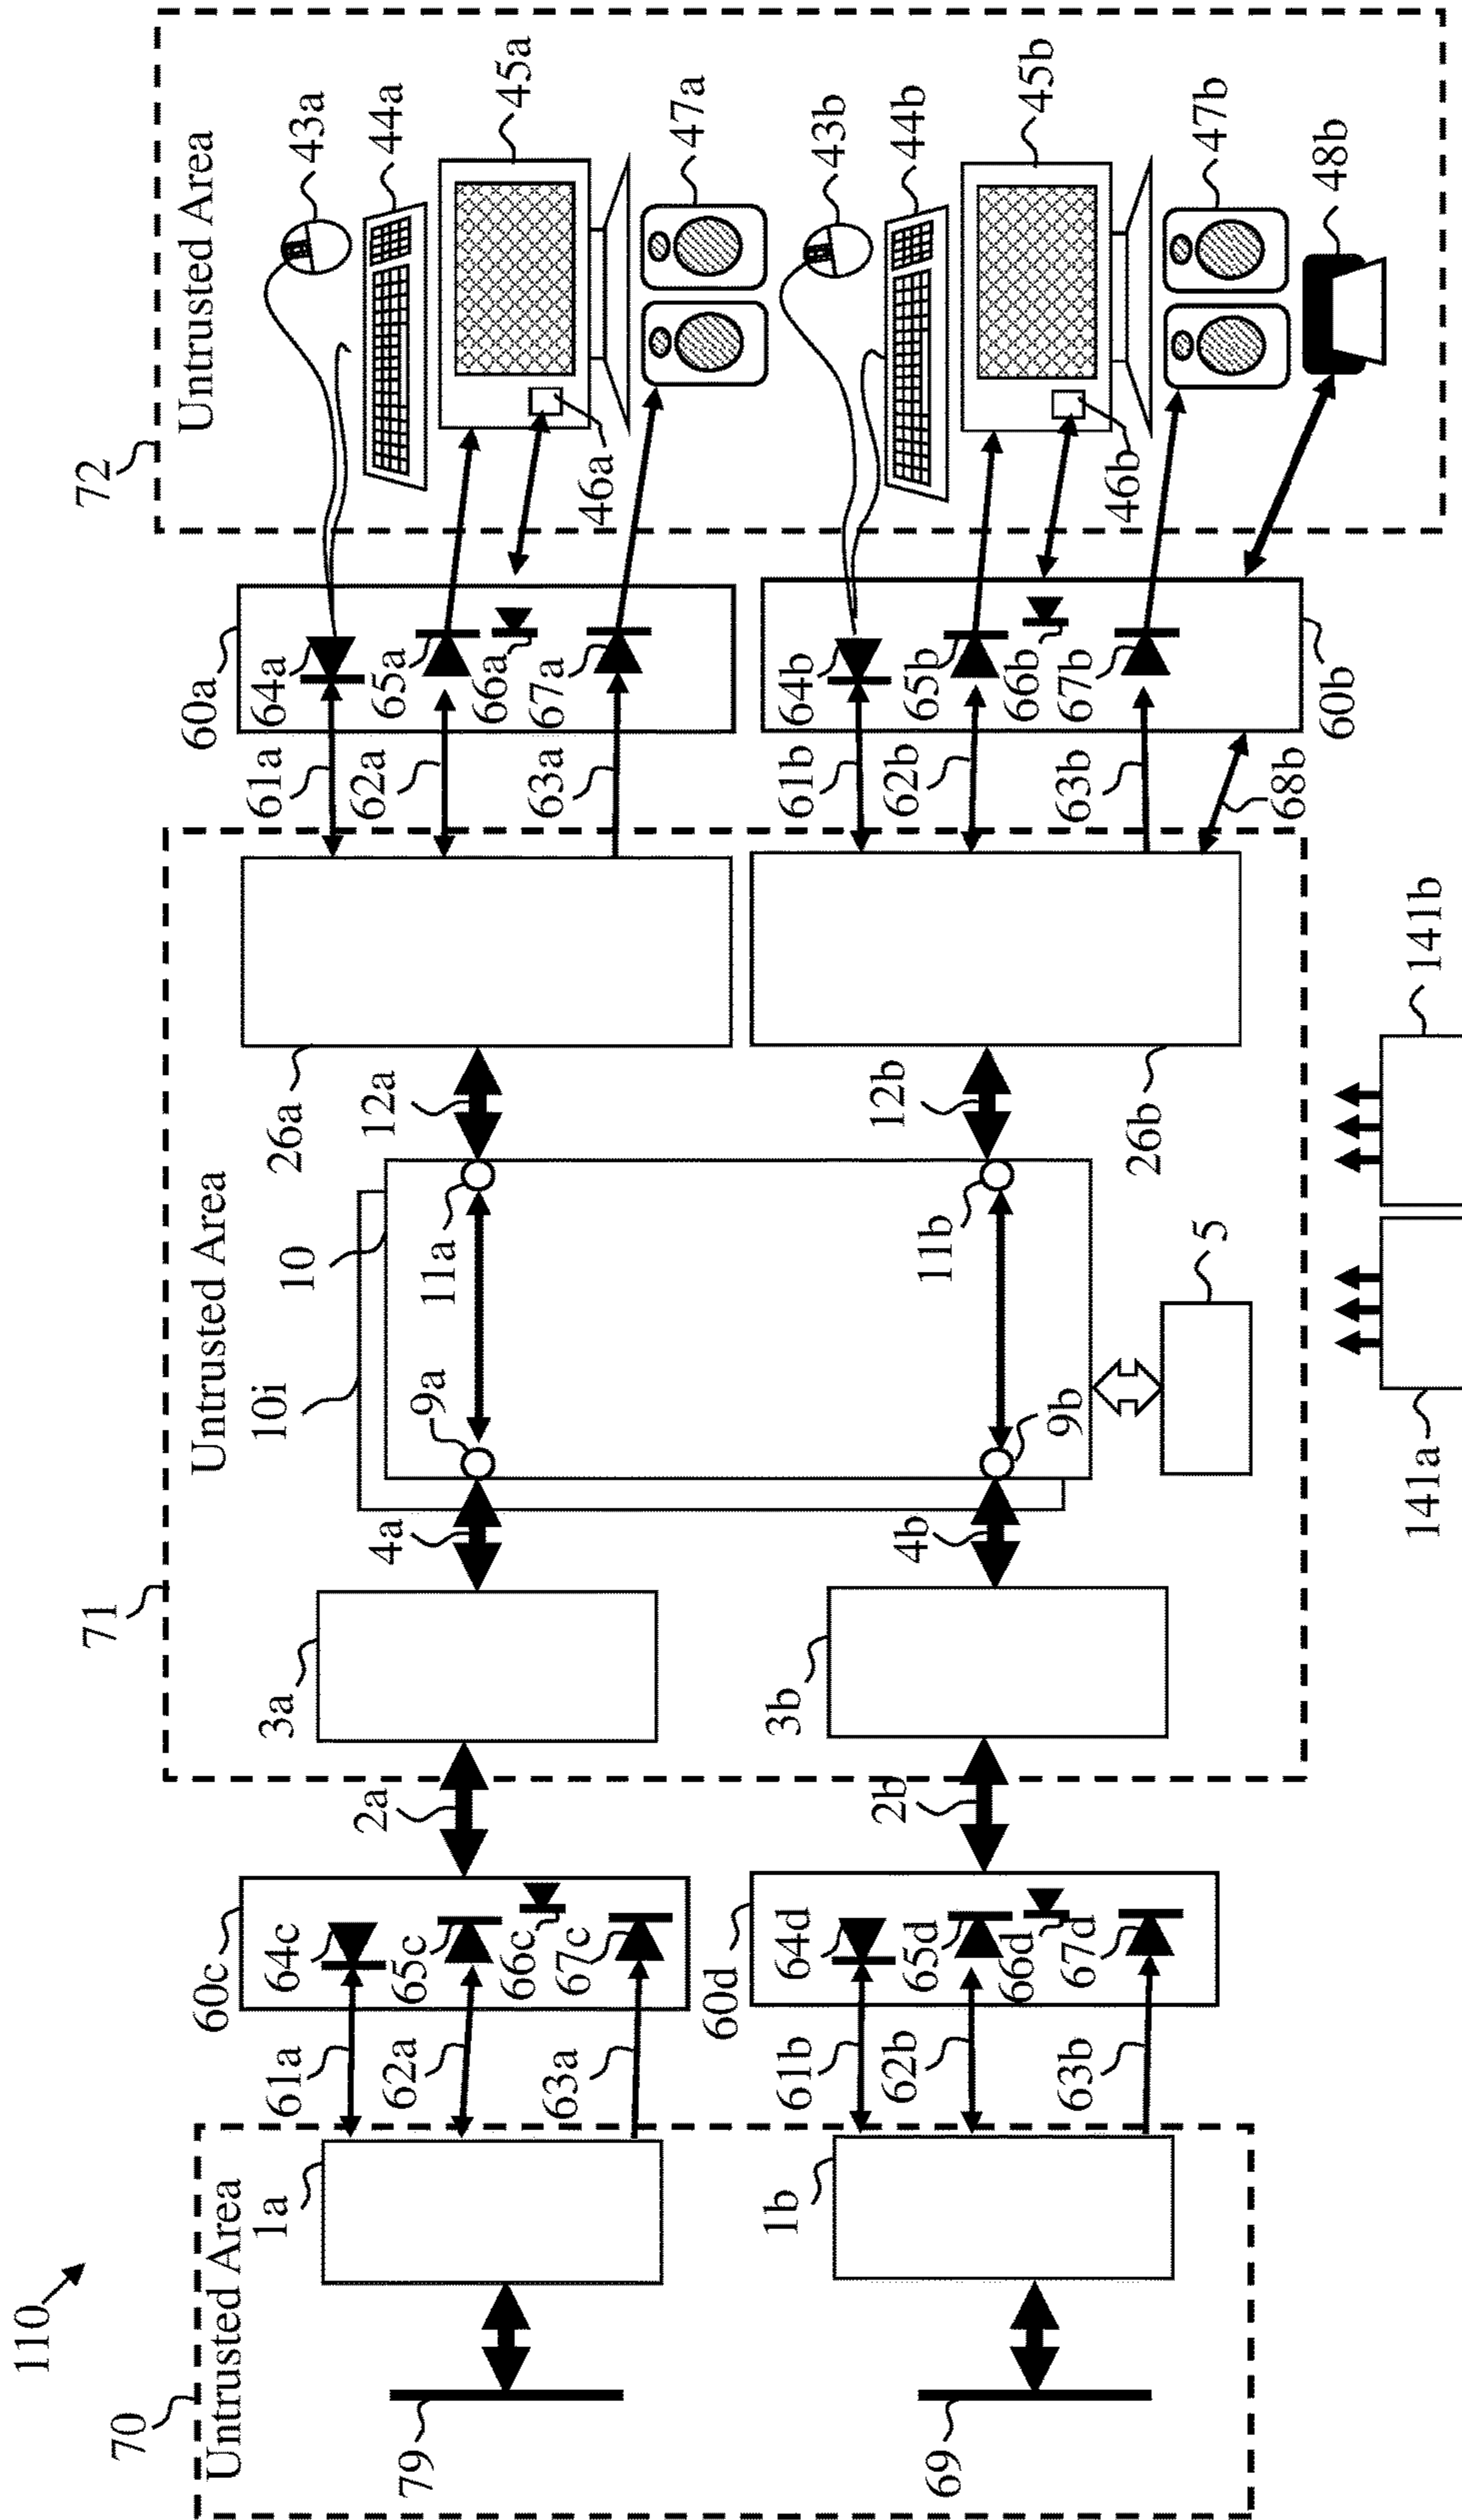 110
70
Untrusted Area
79
69
1a
1b
61a
62a
63a
61b
62b
63b
60c
64c
65c
66c
67c
60d
64d
65d
66d
67d
2a
2b
71
Untrusted Area
3a
3b
4a
4b
10i
10
9a
11a
9b
11b
5
12a
12b
26a
26b
61a
62a
63a
61b
62b
63b
68b
60a
64a
65a
66a
67a
60b
64b
65b
66b
67b
72
Untrusted Area
43a
44a
45a
46a
47a
43b
44b
45b
46b
47b
48b
141a
141b